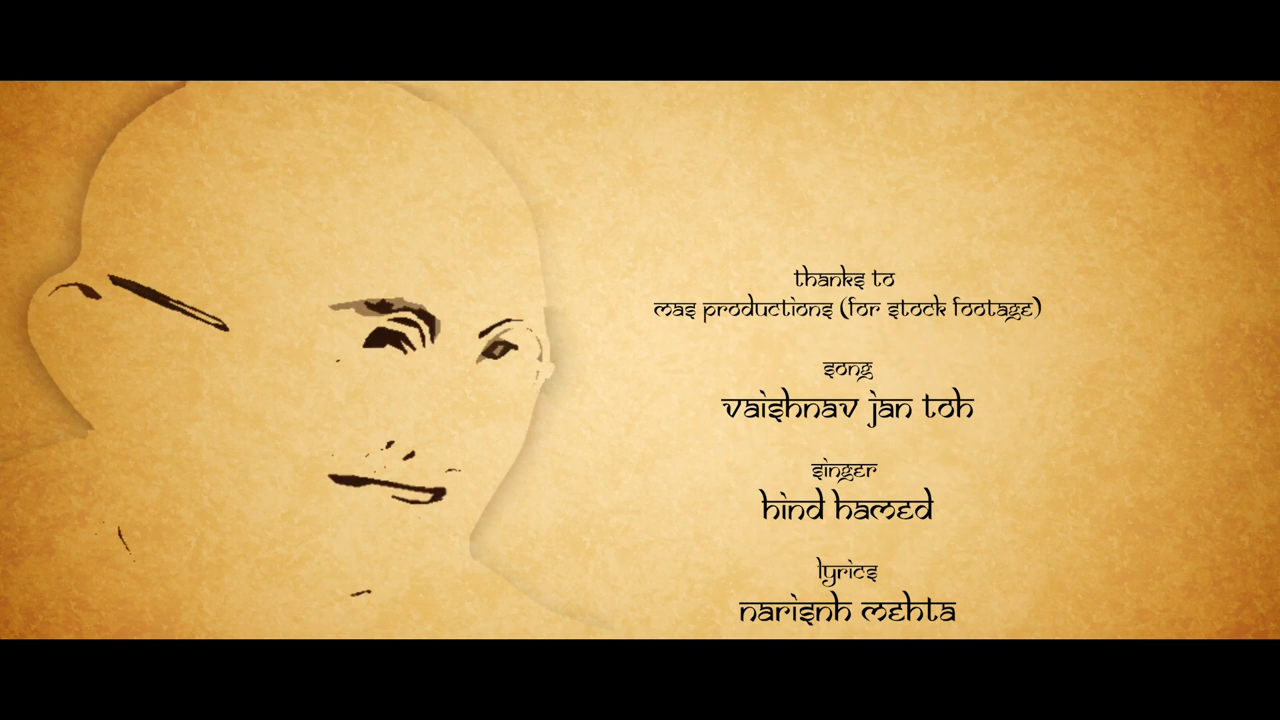 thanks to
mas productions (for stock footage)
song
vaishnav jan toh
singer
hind hamed
lyrics
narisnh mehta